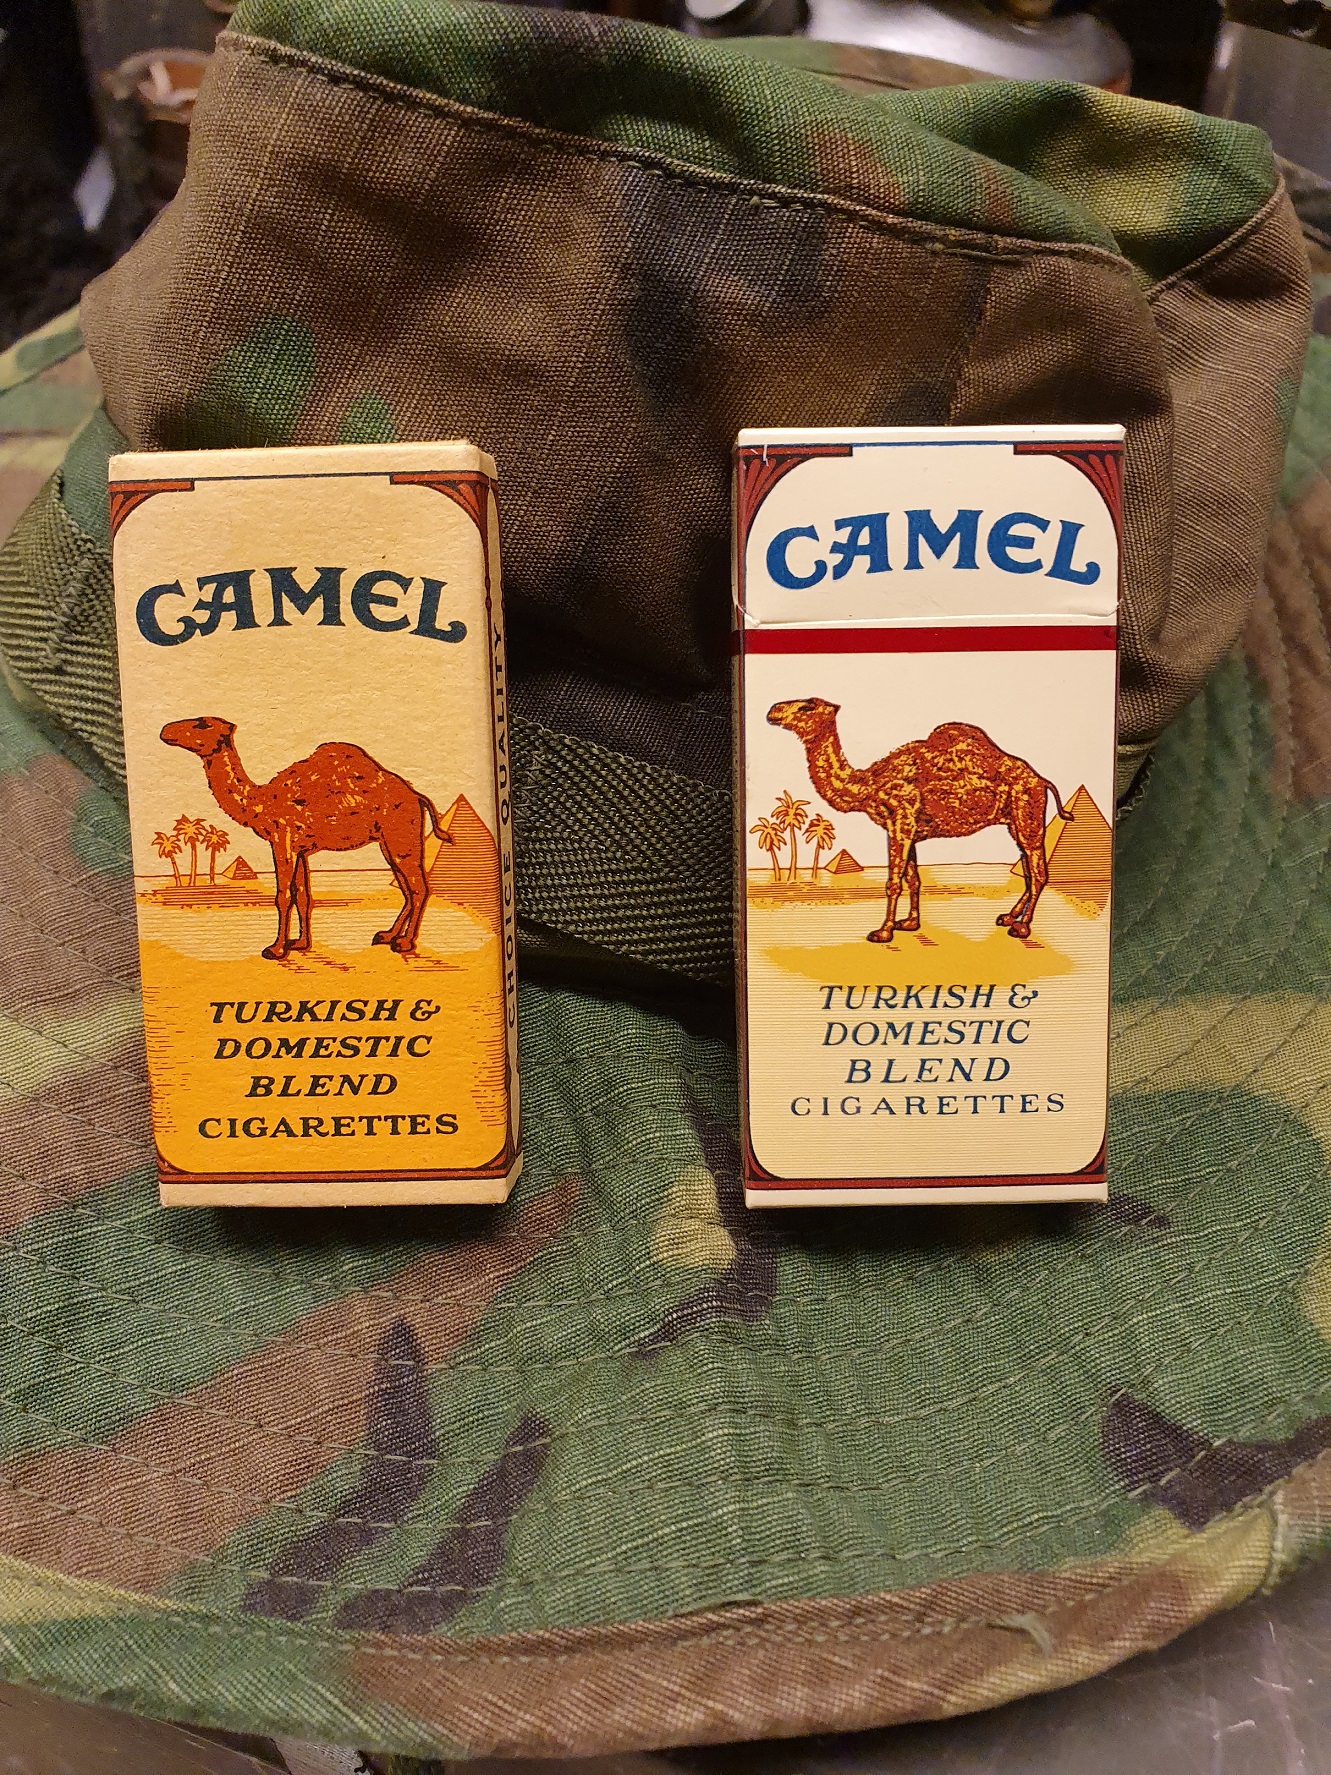 CAMEL
TURKISH &
DOMESTIC
BLEND
CIGARETTES
CHOICE QUALITY
CAMEL
TURKISH &
DOMESTIC
BLEND
CIGARETTES